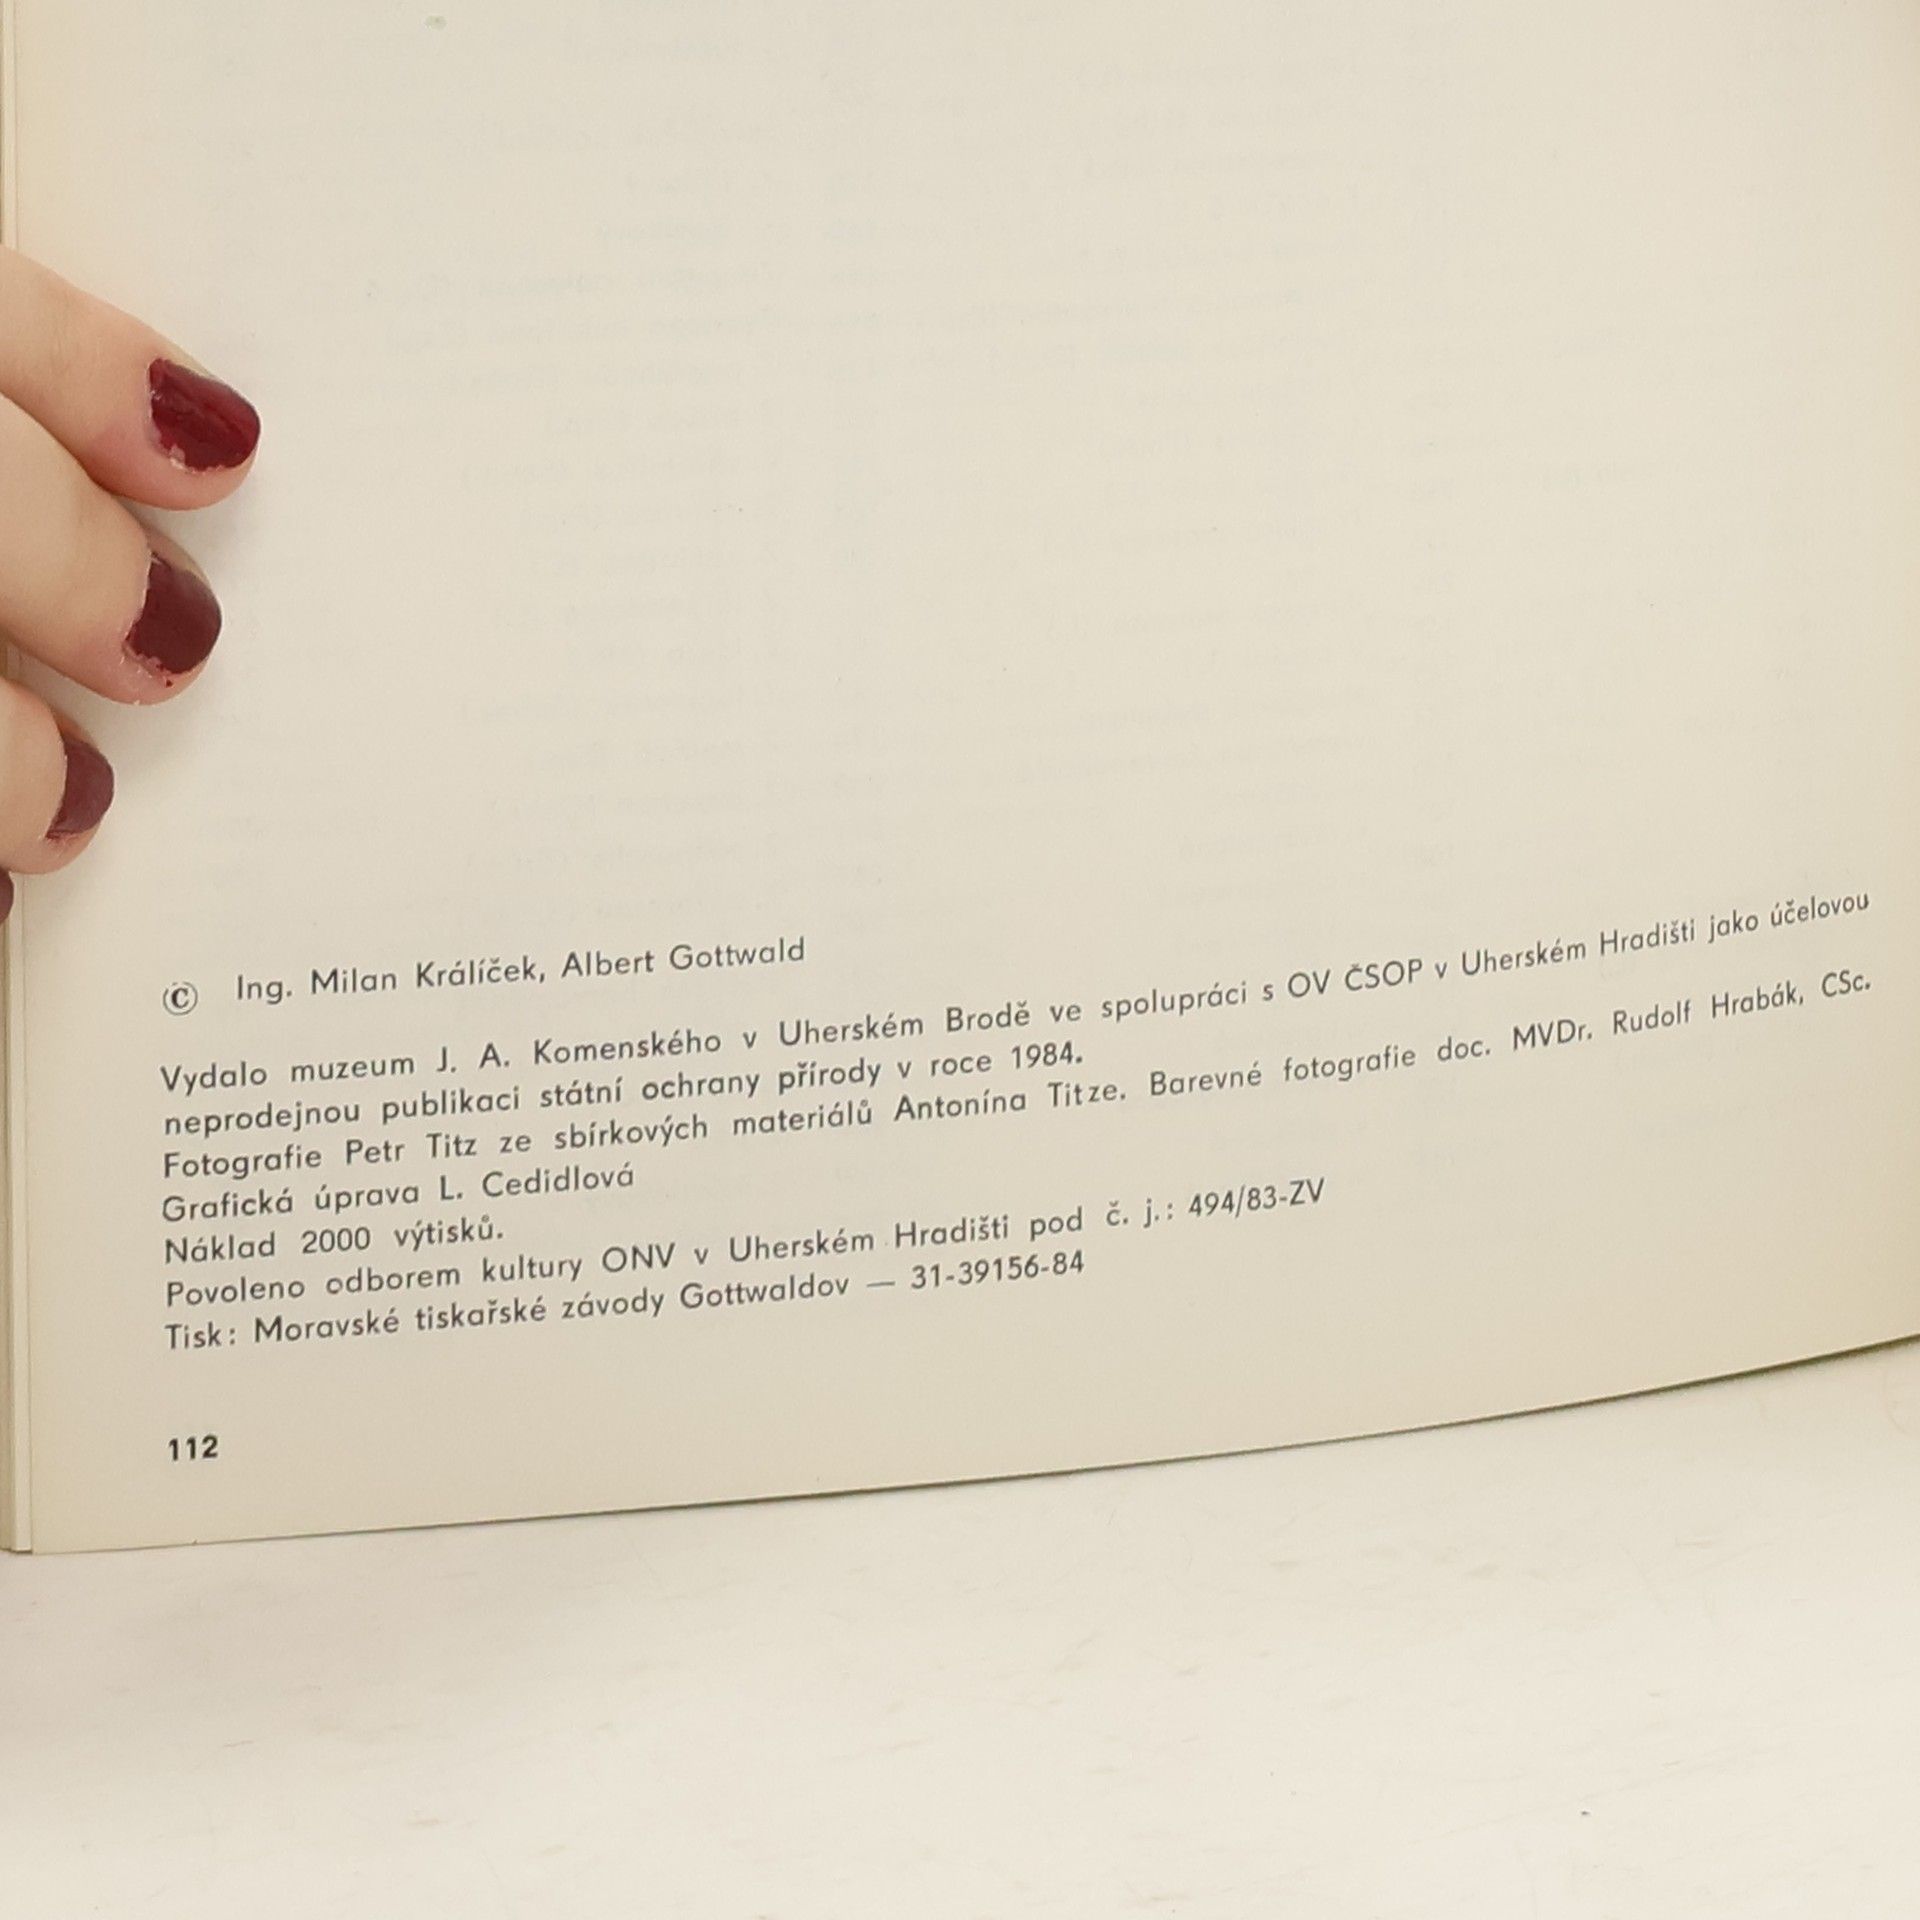 © Ing. Milan Králíček, Albert Gottwald
Vydalo muzeum J. A. Komenského v Uherském Brodě ve spolupráci s OV ČSOP v Uherském Hradišti jako účelovou
neprodejnou publikaci státní ochrany přírody v roce 1984.
Fotografie Petr Titz ze sbírkových materiálů Antonína Titze. Barevné fotografie doc. MVDr. Rudolf Hrabák, CSc.
Grafická úprava L. Cedidlová
Náklad 2000 výtisků.
Povoleno odborem kultury ONV v Uherském Hradišti pod č. j.: 494/83-ZV
Tisk: Moravské tiskařské závody Gottwaldov — 31-39156-84
112